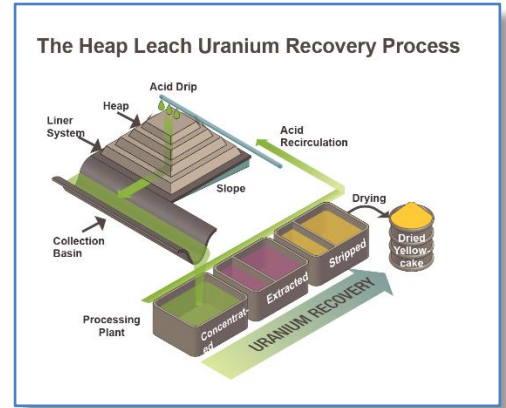 The Heap Leach Uranium Recovery Process
Acid Drip
Heap
Liner
System
Acid
Recirculation
Slope
Drying
Collection
Basin
Dried
Yellow-
cake
Stripped
Extracted
Concentrat-
ed
Processing
Plant
URANIUM RECOVERY